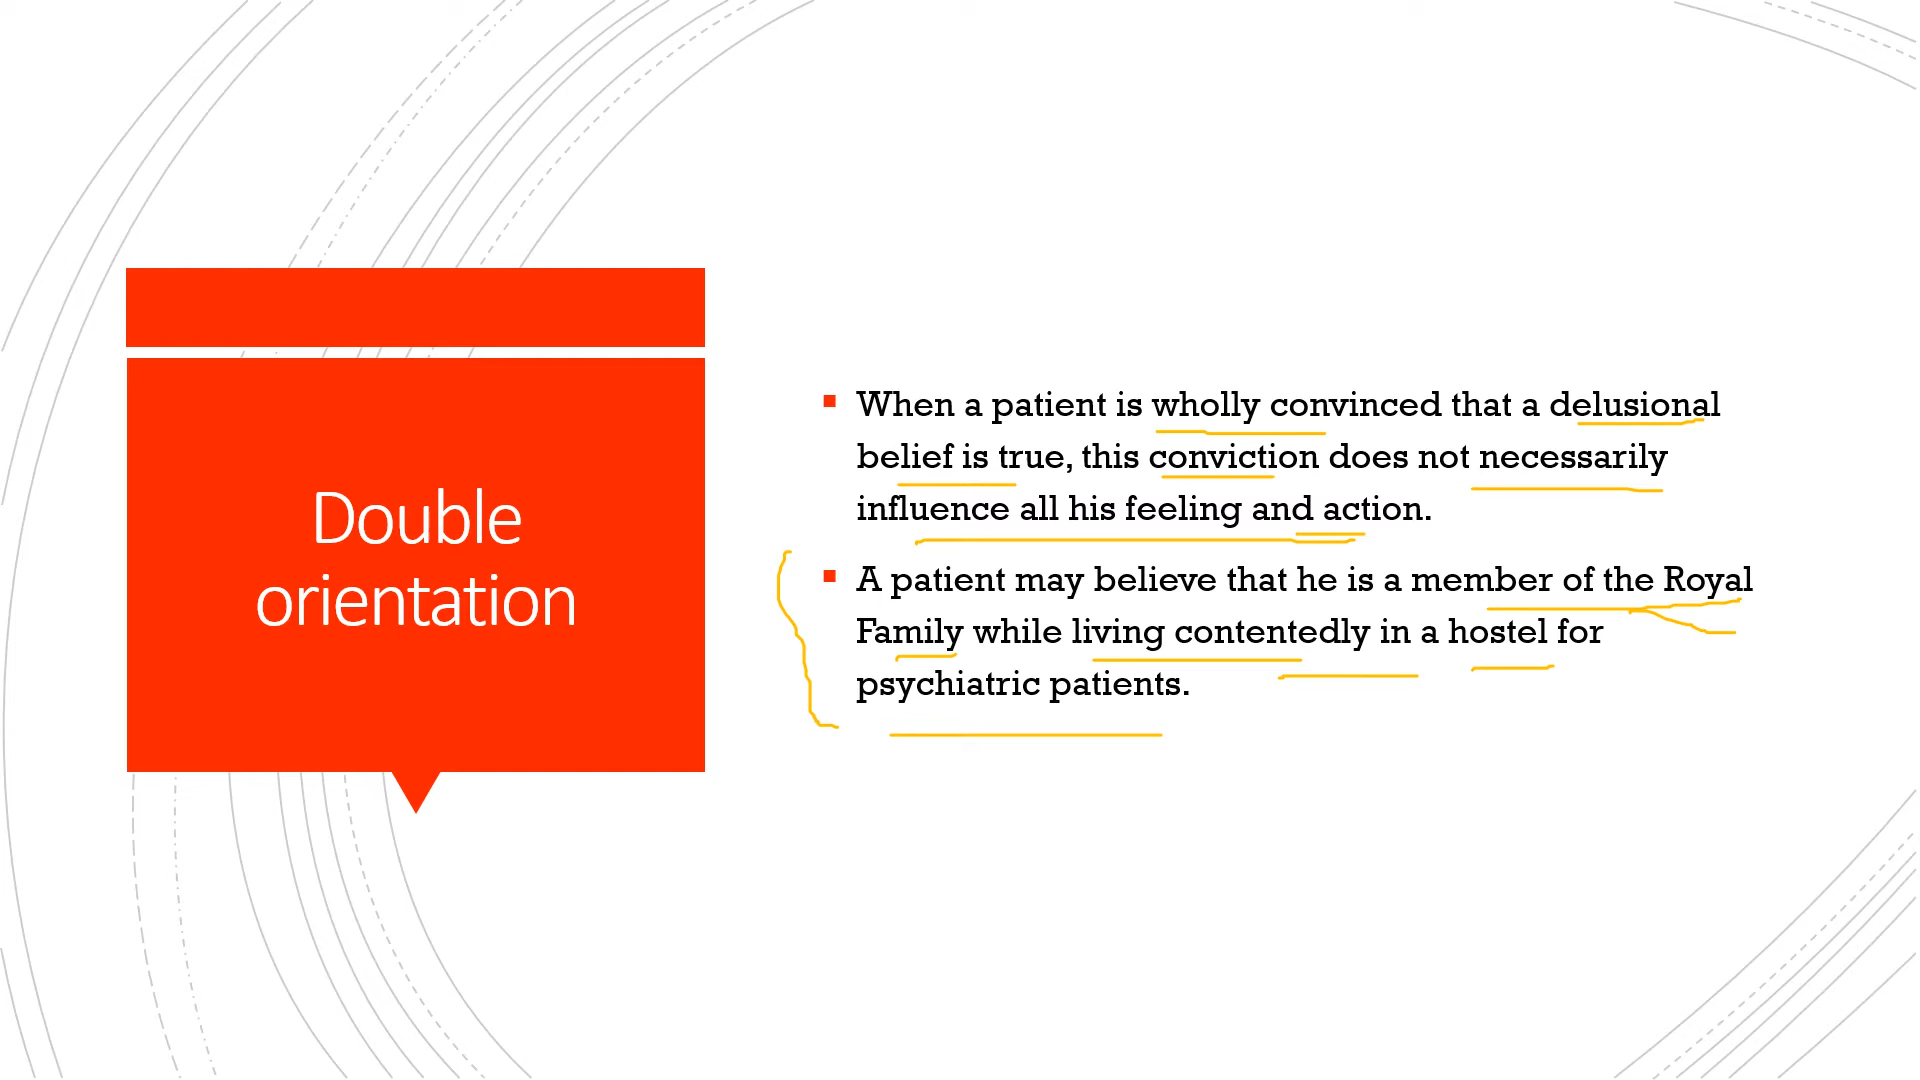 Double
orientation
When a patient is wholly convinced that a delusional
belief is true, this conviction does not necessarily
influence all his feeling and action.
A patient may believe that he is a member of the Royal
Family while living contentedly in a hostel for
psychiatric patients.